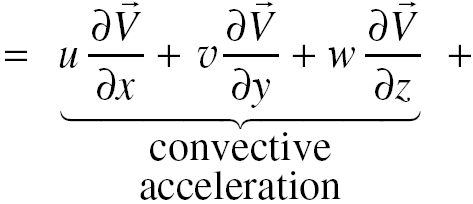 = u ∂V⃗/∂x + v ∂V⃗/∂y + w ∂V⃗/∂z +
convective
acceleration